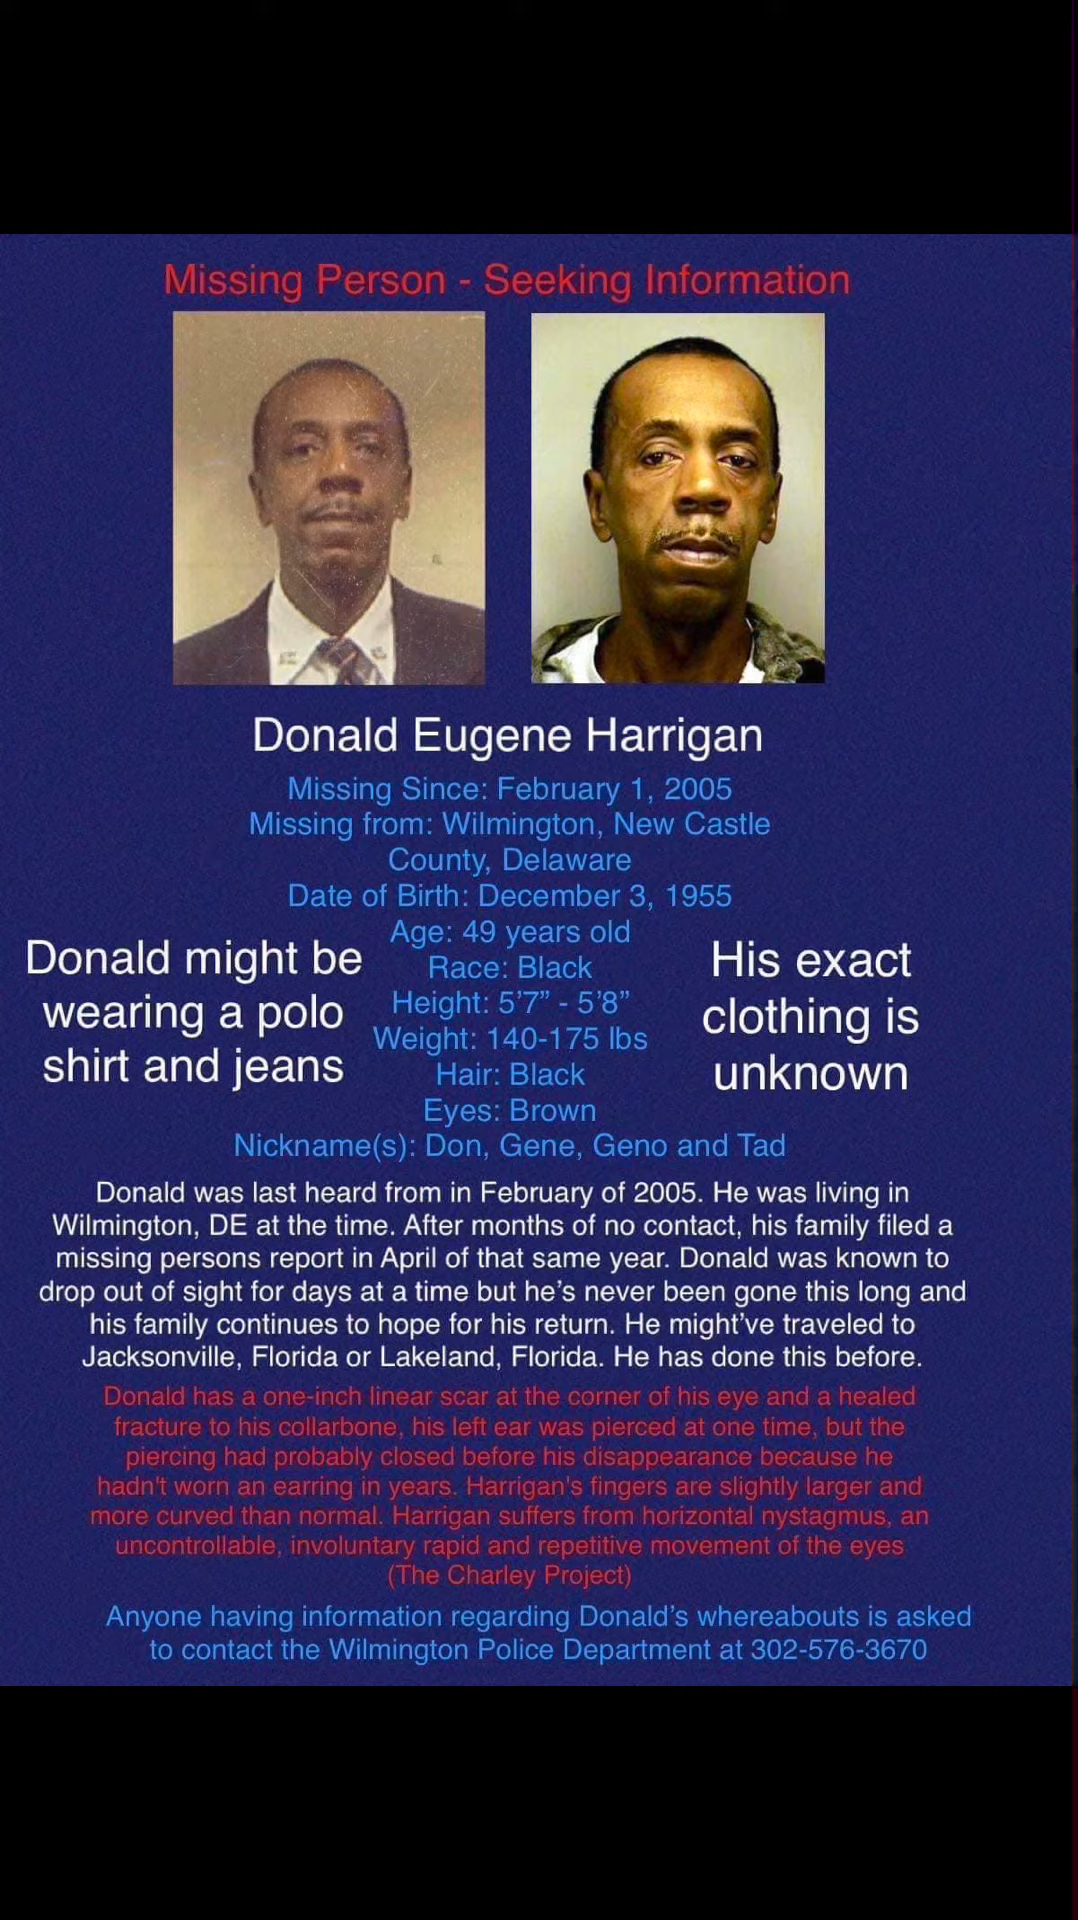 Missing Person - Seeking Information
Donald Eugene Harrigan
Missing Since: February 1, 2005
Missing from: Wilmington, New Castle
County, Delaware
Date of Birth: December 3, 1955
Age: 49 years old
Race: Black
Height: 5’7” - 5’8”
Weight: 140-175 lbs
Hair: Black
Eyes: Brown
Nickname(s): Don, Gene, Geno and Tad
Donald might be
wearing a polo
shirt and jeans
His exact
clothing is
unknown
Donald was last heard from in February of 2005. He was living in
Wilmington, DE at the time. After months of no contact, his family filed a
missing persons report in April of that same year. Donald was known to
drop out of sight for days at a time but he’s never been gone this long and
his family continues to hope for his return. He might’ve traveled to
Jacksonville, Florida or Lakeland, Florida. He has done this before.
Donald has a one-inch linear scar at the corner of his eye and a healed
fracture to his collarbone, his left ear was pierced at one time, but the
piercing had probably closed before his disappearance because he
hadn't worn an earring in years. Harrigan's fingers are slightly larger and
more curved than normal. Harrigan suffers from horizontal nystagmus, an
uncontrollable, involuntary rapid and repetitive movement of the eyes
(The Charley Project)
Anyone having information regarding Donald’s whereabouts is asked
to contact the Wilmington Police Department at 302-576-3670